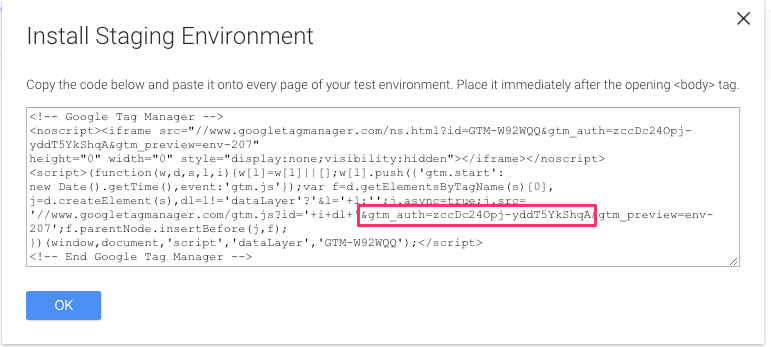 Install Staging Environment
Copy the code below and paste it onto every page of your test environment. Place it immediately after the opening <body> tag.
<!-- Google Tag Manager -->
<noscript><iframe src="//www.googletagmanager.com/ns.html?id=GTM-W92WQQ&gtm_auth=zccDc24Opj-
yddT5YkShqA&gtm_preview=env-207"
height="0" width="0" style="display:none;visibility:hidden"></iframe></noscript>
<script>(function(w,d,s,l,i){w[l]=w[l]||[];w[l].push({'gtm.start':
new Date().getTime(),event:'gtm.js'});var f=d.getElementsByTagName(s)[0],
j=d.createElement(s),dl=l!='dataLayer'?'&l='+l:'';j.async=true;j.src=
'//www.googletagmanager.com/gtm.js?id='+i+dl+'&gtm_auth=zccDc24Opj-yddT5YkShqA&gtm_preview=env-
207';f.parentNode.insertBefore(j,f);
})(window,document,'script','dataLayer','GTM-W92WQQ');</script>
<!-- End Google Tag Manager -->
OK